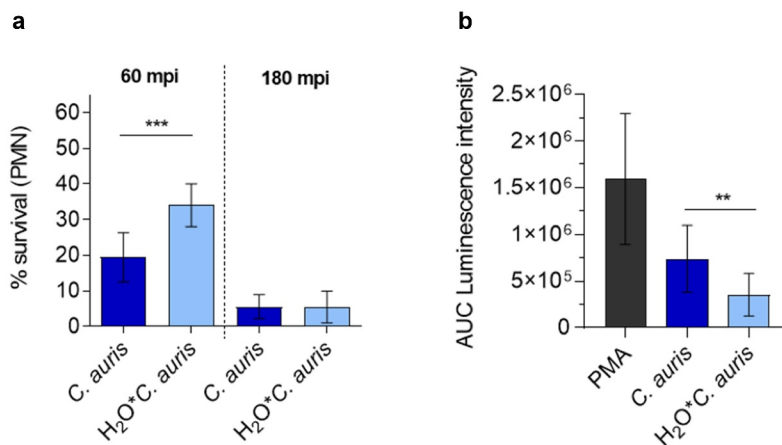 a
60 mpi 180 mpi
% survival (PMN)
60
50
40
30
20
10
0
C. auris
H₂O*C. auris
C. auris
H₂O*C. auris
***
b
AUC Luminescence intensity
2.5×10⁶
2×10⁶
1.5×10⁶
1×10⁶
5×10⁵
0
PMA
C. auris
H₂O*C. auris
**